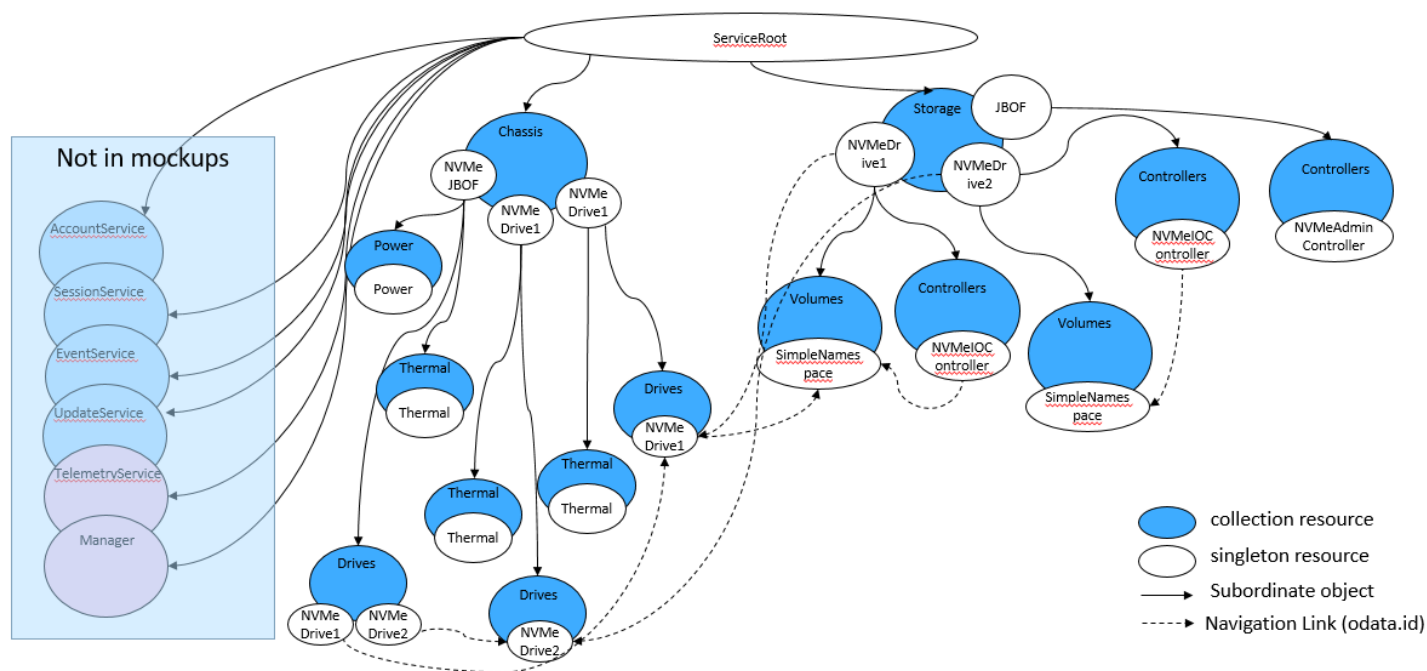 ServiceRoot
Not in mockups
AccountService
SessionService
EventService
UpdateService
TelemetryService
Manager
Chassis
NVMe
JBOF
NVMe
Drive1
NVMe
Drive1
Power
Power
Thermal
Thermal
Thermal
Thermal
Thermal
Thermal
Drives
NVMe
Drive1
NVMe
Drive2
Drives
NVMe
Drive2
Drives
NVMe
Drive1
Storage
JBOF
NVMeDr
ive1
NVMeDr
ive2
Volumes
SimpleNames
pace
Controllers
NVMeIOC
ontroller
Volumes
SimpleNames
pace
Controllers
NVMeIOC
ontroller
Controllers
NVMeAdmin
Controller
collection resource
singleton resource
Subordinate object
Navigation Link (odata.id)